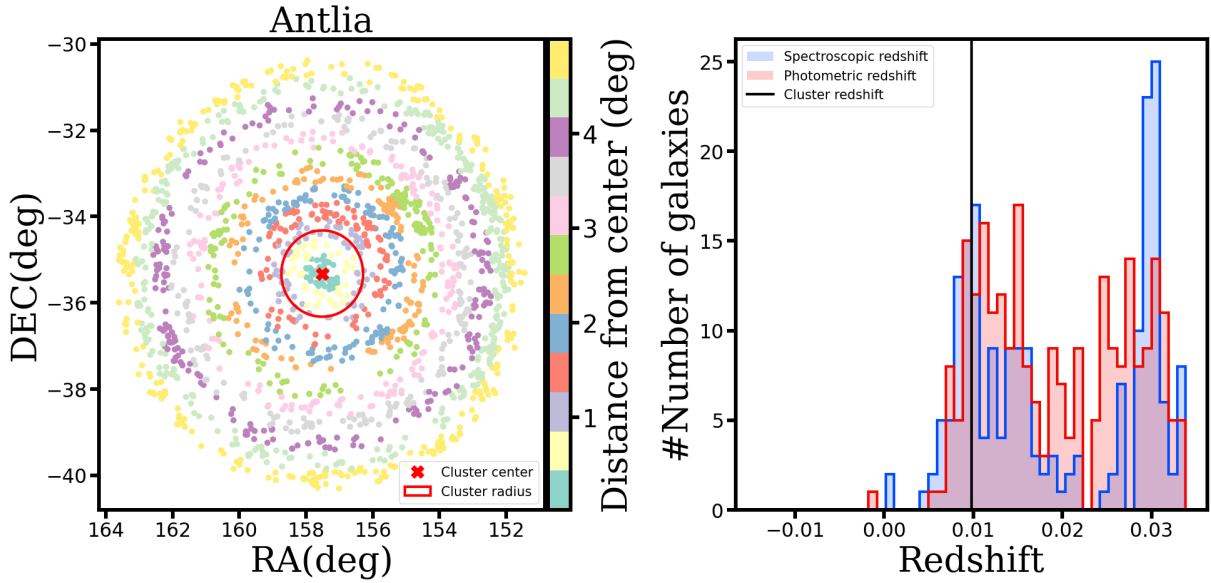 Antlia
−30
−32
−34
−36
−38
−40
DEC(deg)
164
162
160
158
156
154
152
RA(deg)
Cluster center
Cluster radius
4
3
2
1
Distance from center (deg)
25
20
15
10
5
0
#Number of galaxies
Spectroscopic redshift
Photometric redshift
Cluster redshift
−0.01
0.00
0.01
0.02
0.03
Redshift